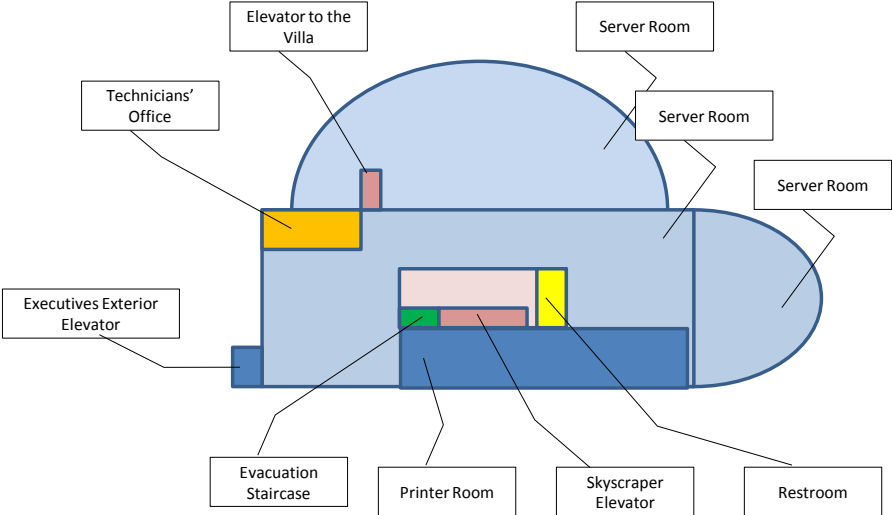 Elevator to the
Villa
Server Room
Technicians’
Office
Server Room
Server Room
Executives Exterior
Elevator
Evacuation
Staircase
Printer Room
Skyscraper
Elevator
Restroom